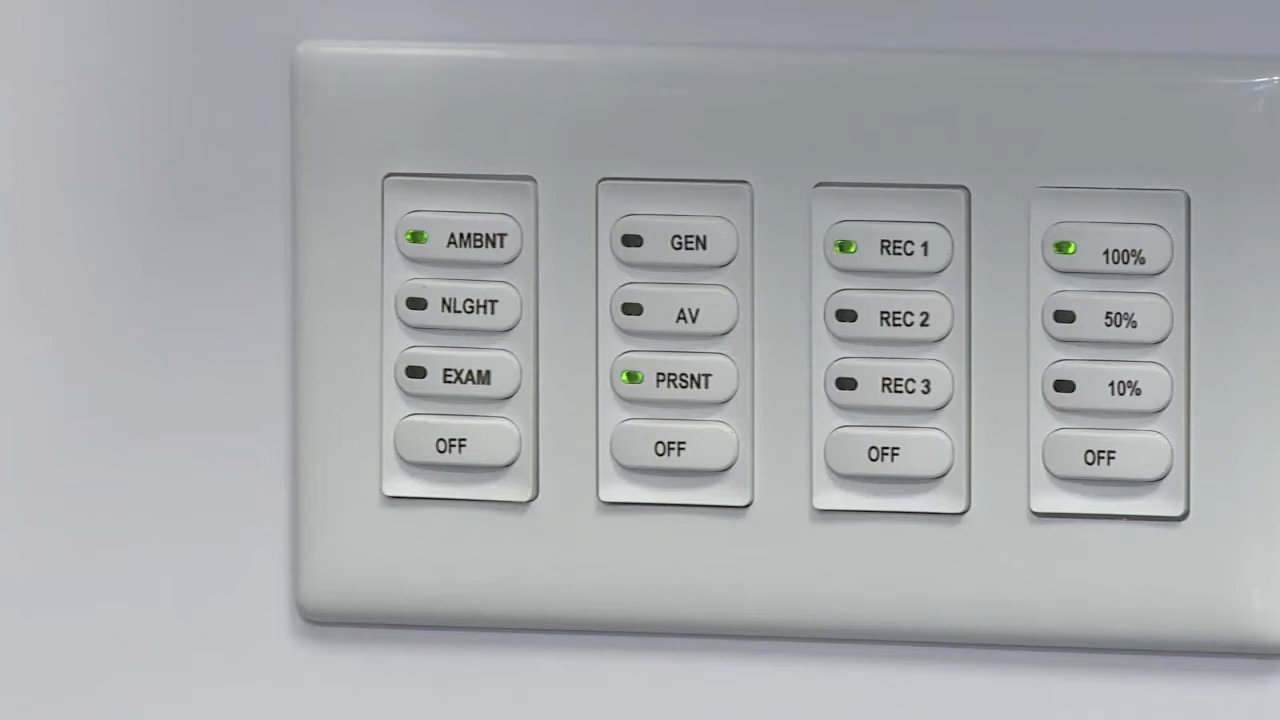 AMBNT
NLGHT
EXAM
OFF
GEN
AV
PRSNT
OFF
REC 1
REC 2
REC 3
OFF
100%
50%
10%
OFF